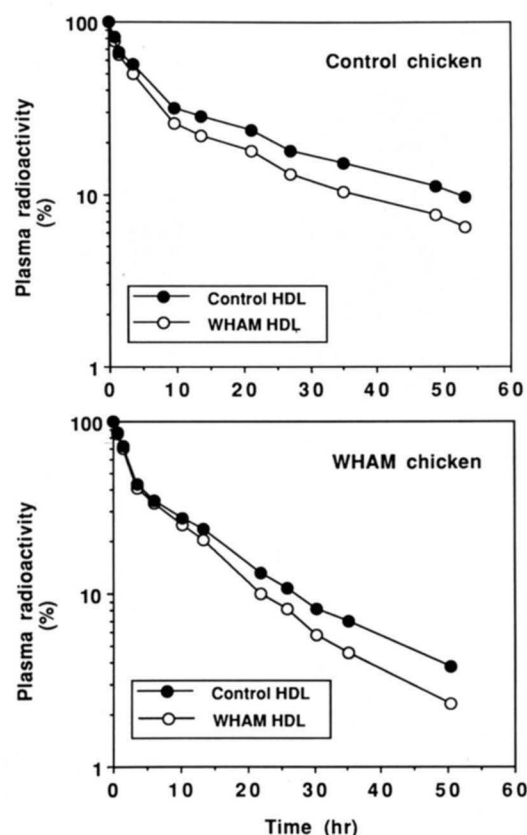 100
Control chicken
Plasma radioactivity
(%)
10
Control HDL
WHAM HDL
1
0 10 20 30 40 50 60
100
WHAM chicken
Plasma radioactivity
(%)
10
Control HDL
WHAM HDL
1
0 10 20 30 40 50 60
Time (hr)